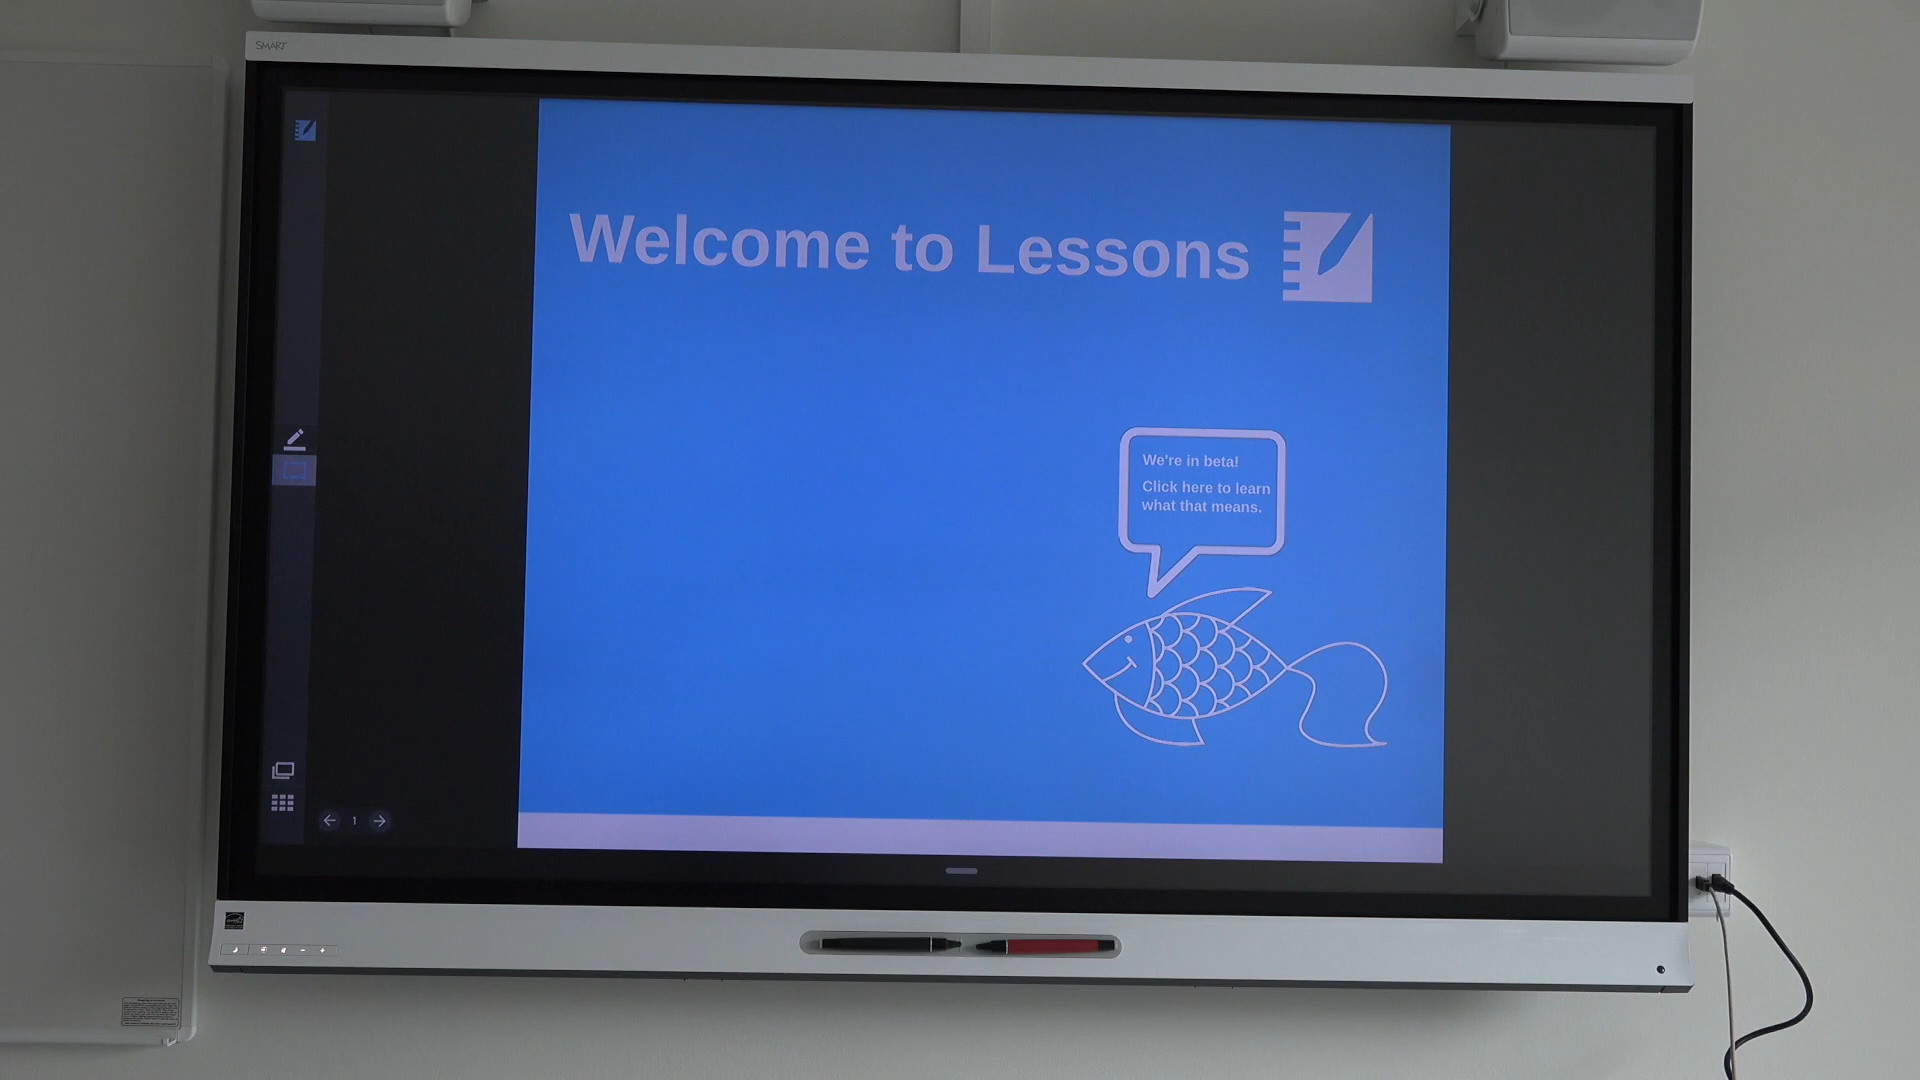 SMART
Welcome to Lessons
We're in beta!
Click here to learn
what that means.
1